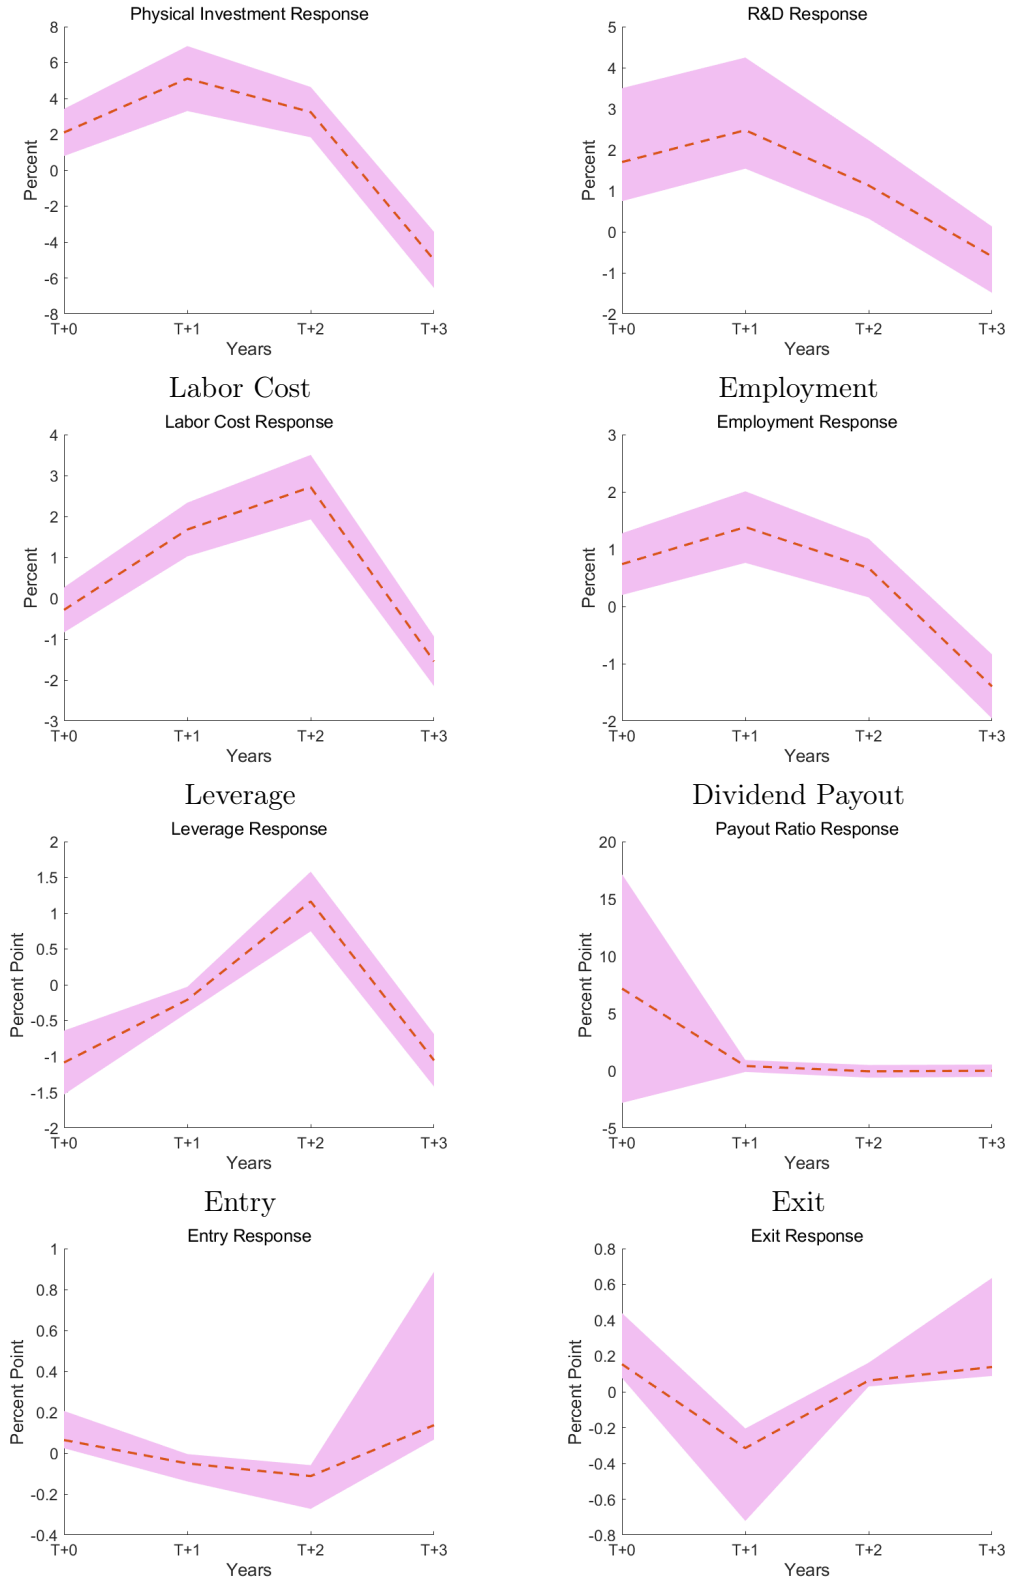 Physical Investment Response
8
6
4
2
0
-2
-4
-6
-8
Percent
T+0 T+1 T+2 T+3
Years
R&D Response
5
4
3
2
1
0
-1
-2
Percent
T+0 T+1 T+2 T+3
Years
Labor Cost
Labor Cost Response
4
3
2
1
0
-1
-2
-3
Percent
T+0 T+1 T+2 T+3
Years
Employment
Employment Response
3
2
1
0
-1
-2
Percent
T+0 T+1 T+2 T+3
Years
Leverage
Leverage Response
2
1.5
1
0.5
0
-0.5
-1
-1.5
-2
Percent Point
T+0 T+1 T+2 T+3
Years
Dividend Payout
Payout Ratio Response
20
15
10
5
0
-5
Percent Point
T+0 T+1 T+2 T+3
Years
Entry
Entry Response
1
0.8
0.6
0.4
0.2
0
-0.2
-0.4
Percent Point
T+0 T+1 T+2 T+3
Years
Exit
Exit Response
0.8
0.6
0.4
0.2
0
-0.2
-0.4
-0.6
-0.8
Percent Point
T+0 T+1 T+2 T+3
Years